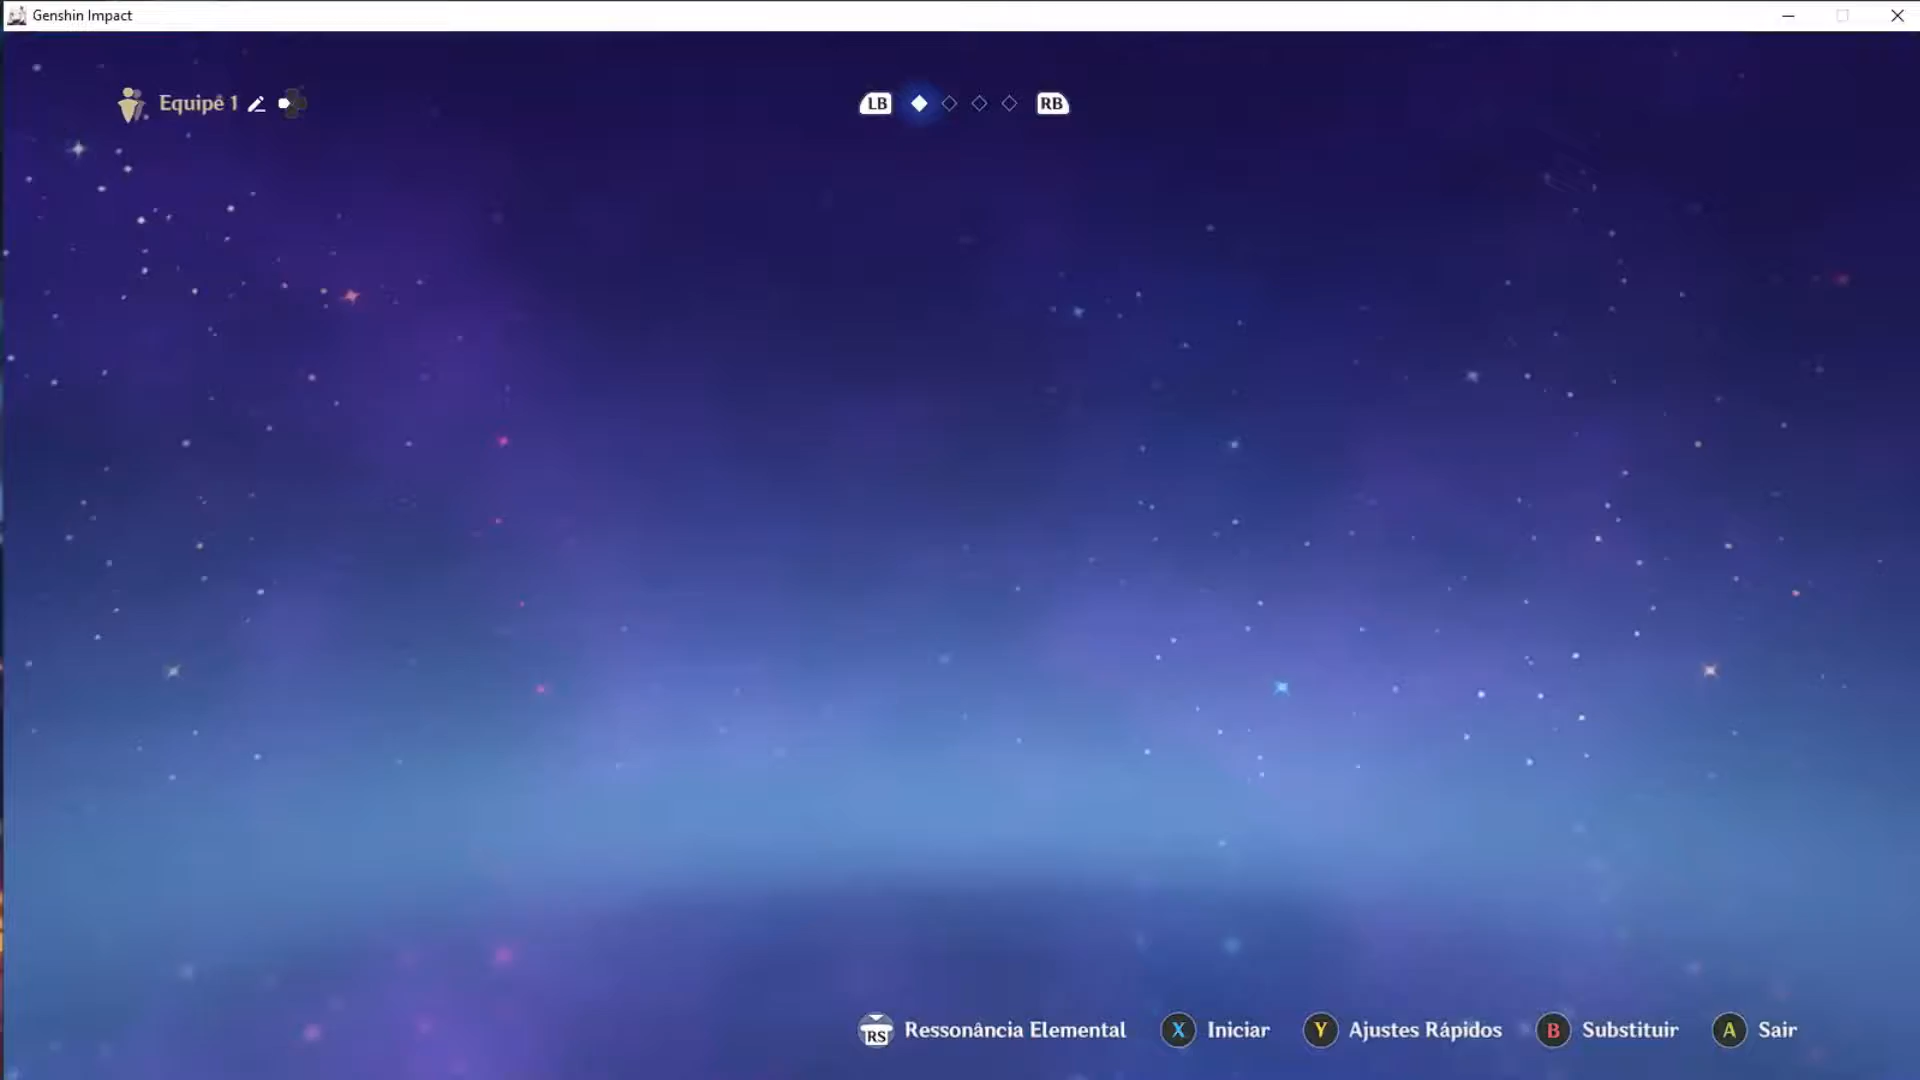 Genshin Impact
Equipe 1
LB RB
RS Ressonância Elemental X Iniciar Y Ajustes Rápidos B Substituir A Sair